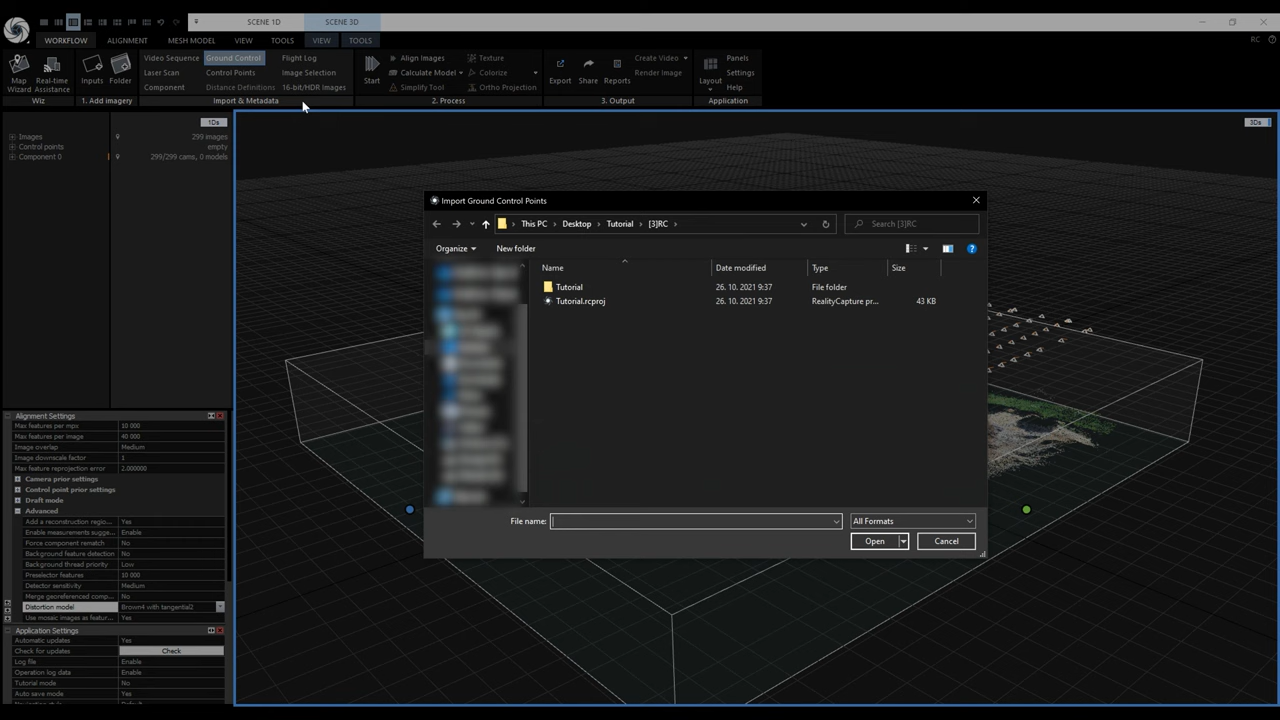 SCENE 1D SCENE 3D
WORKFLOW ALIGNMENT MESH MODEL VIEW TOOLS VIEW TOOLS RC
Map Wizard Real-time Assistance
Wiz
Inputs Folder
1. Add imagery
Video Sequence Ground Control Flight Log
Laser Scan Control Points Image Selection
Component Distance Definitions 16-bit/HDR Images
Import & Metadata
Start Align Images Texture
Calculate Model Colorize
Simplify Tool Ortho Projection
2. Process
Export Share Reports Create Video
Render Image
3. Output
Layout Panels
Settings
Help
Application
1Ds
3Ds
Images 299 images
Control points empty
Component 0 299/299 cams, 0 models
Import Ground Control Points
This PC Desktop Tutorial [3]RC
Search [3]RC
Organize New folder
Name Date modified Type Size
Tutorial 26. 10. 2021 9:37 File folder
Tutorial.rcproj 26. 10. 2021 9:37 RealityCapture pr... 43 KB
File name: All Formats
Open Cancel
Alignment Settings
Max features per mpx 10 000
Max features per image 40 000
Image overlap Medium
Image downscale factor 1
Max feature reprojection error 2.000000
Camera prior settings
Control point prior settings
Draft mode
Advanced
Add a reconstruction regio... Yes
Enable measurements sugge... Yes
Force component rematch No
Background feature detection No
Background thread priority Low
Preselector features 10 000
Detector sensitivity Medium
Merge georeferenced comp... No
Distortion model Brown4 with tangential2
Use mosaic images as featur... Yes
Application Settings
Automatic updates Yes
Check for updates Check
Log file Enable
Operation log data Enable
Tutorial mode No
Auto save mode Yes